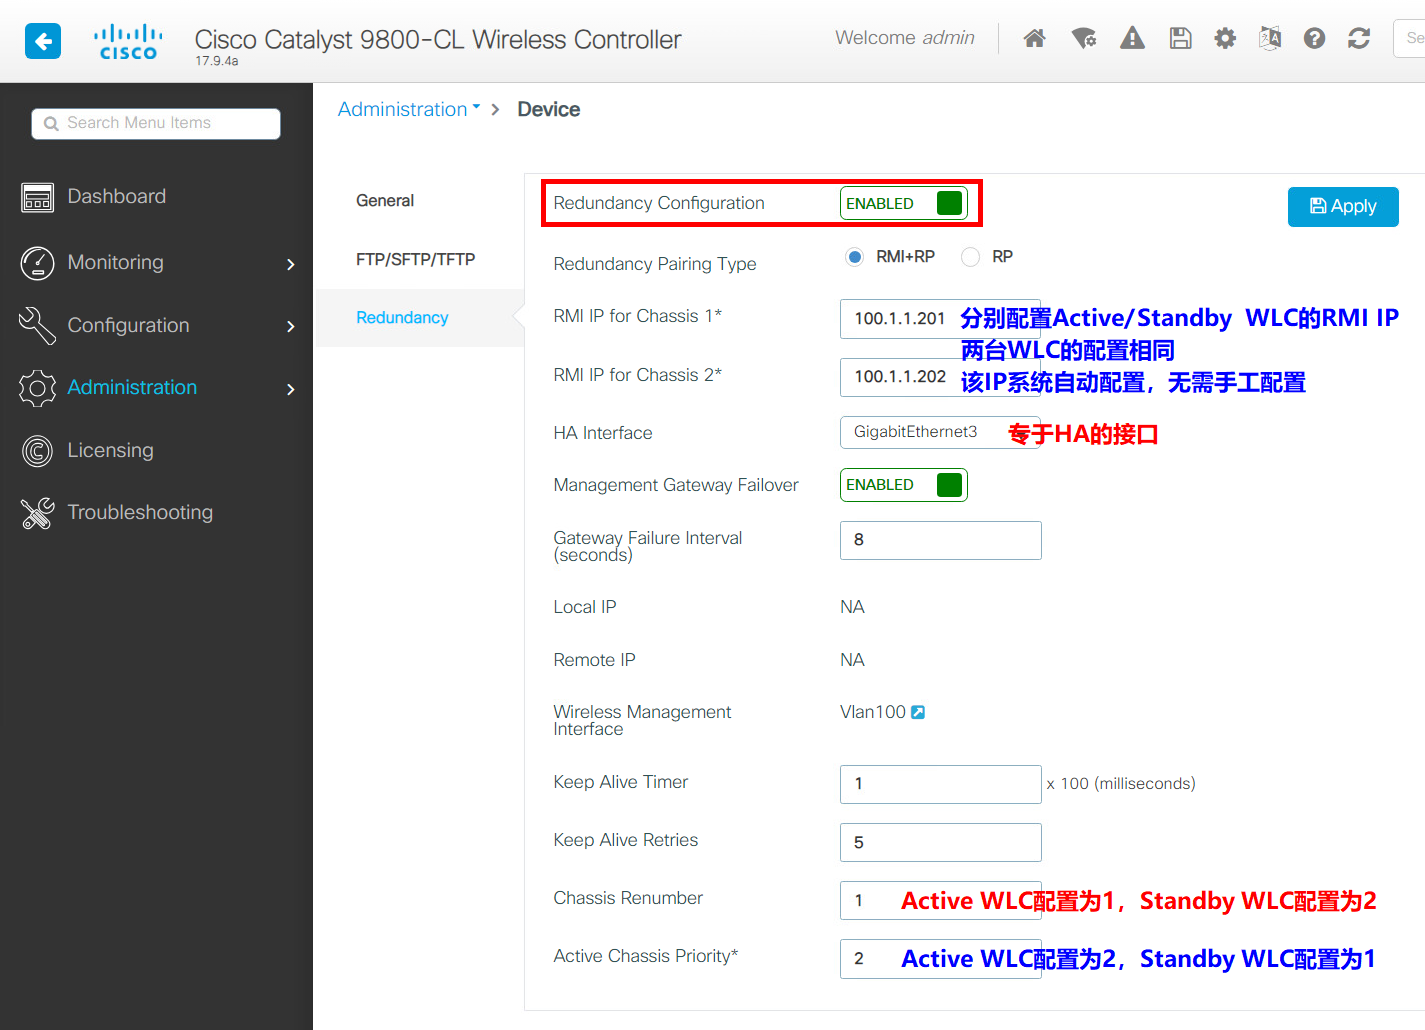 cisco
Cisco Catalyst 9800-CL Wireless Controller
17.9.4a
Welcome admin
Se
Search Menu Items
Dashboard
Monitoring
Configuration
Administration
Licensing
Troubleshooting
Administration > Device
General
FTP/SFTP/TFTP
Redundancy
Apply
Redundancy Configuration ENABLED
Redundancy Pairing Type RMI+RP RP
RMI IP for Chassis 1* 100.1.1.201 分别配置Active/Standby WLC的RMI IP
两台WLC的配置相同
RMI IP for Chassis 2* 100.1.1.202 该IP系统自动配置，无需手工配置
HA Interface GigabitEthernet3 专于HA的接口
Management Gateway Failover ENABLED
Gateway Failure Interval 8
(seconds)
Local IP NA
Remote IP NA
Wireless Management Vlan100
Interface
Keep Alive Timer 1 x 100 (milliseconds)
Keep Alive Retries 5
Chassis Renumber 1 Active WLC配置为1，Standby WLC配置为2
Active Chassis Priority* 2 Active WLC配置为2，Standby WLC配置为1